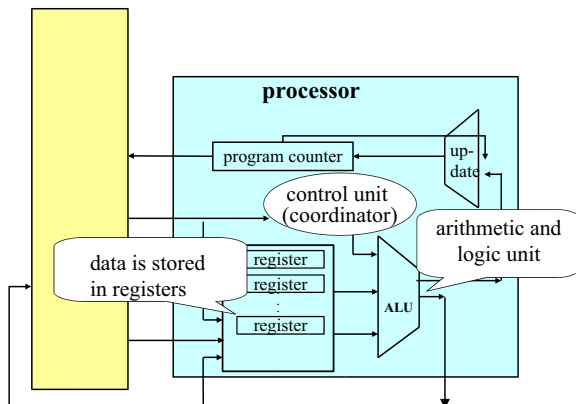 processor
program counter
up-
date
control unit
(coordinator)
arithmetic and
logic unit
data is stored
in registers
register
register
:
register
ALU